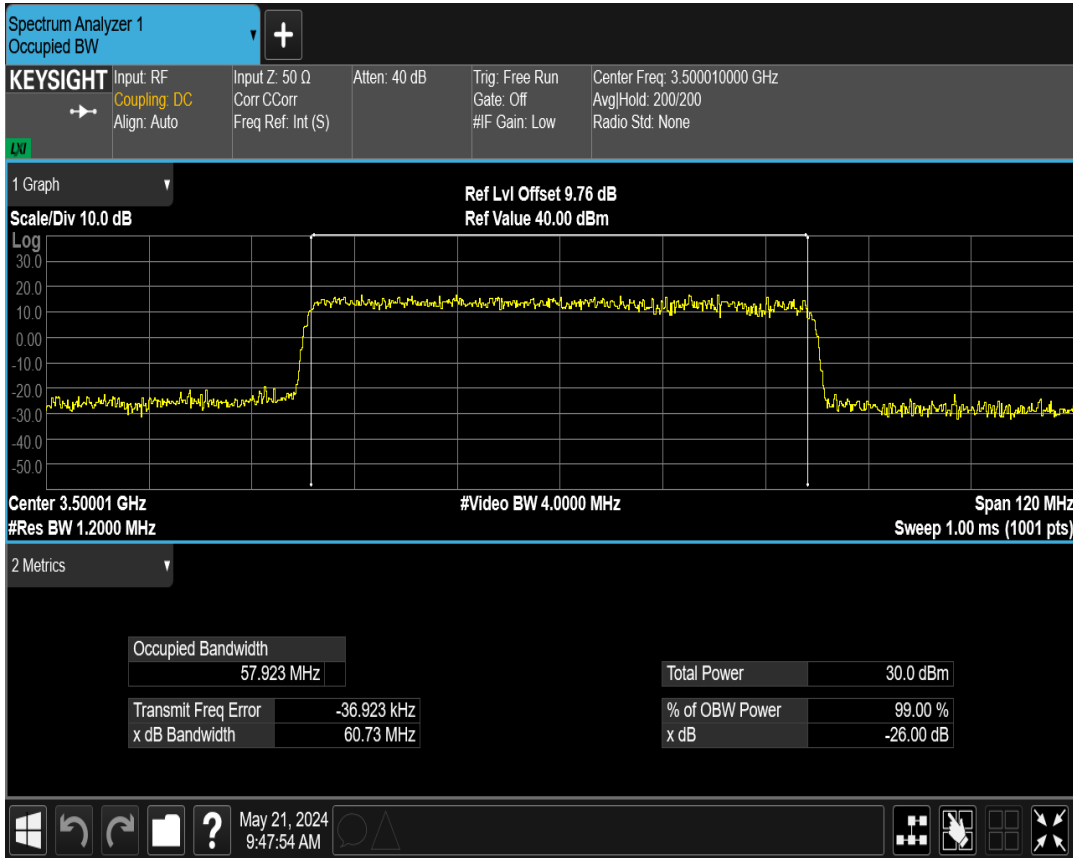 Spectrum Analyzer 1
Occupied BW
+
KEYSIGHT
LXI
Input: RF
Coupling: DC
Align: Auto
Input Z: 50 Ω
Corr CCorr
Freq Ref: Int (S)
Atten: 40 dB
Trig: Free Run
Gate: Off
#IF Gain: Low
Center Freq: 3.500010000 GHz
Avg|Hold: 200/200
Radio Std: None
1 Graph
Scale/Div 10.0 dB
Ref Lvl Offset 9.76 dB
Ref Value 40.00 dBm
Log
30.0
20.0
10.0
0.00
-10.0
-20.0
-30.0
-40.0
-50.0
Center 3.50001 GHz
#Video BW 4.0000 MHz
Span 120 MHz
#Res BW 1.2000 MHz
Sweep 1.00 ms (1001 pts)
2 Metrics
Occupied Bandwidth
57.923 MHz
Transmit Freq Error -36.923 kHz
x dB Bandwidth 60.73 MHz
Total Power 30.0 dBm
% of OBW Power 99.00 %
x dB -26.00 dB
?
May 21, 2024
9:47:54 AM